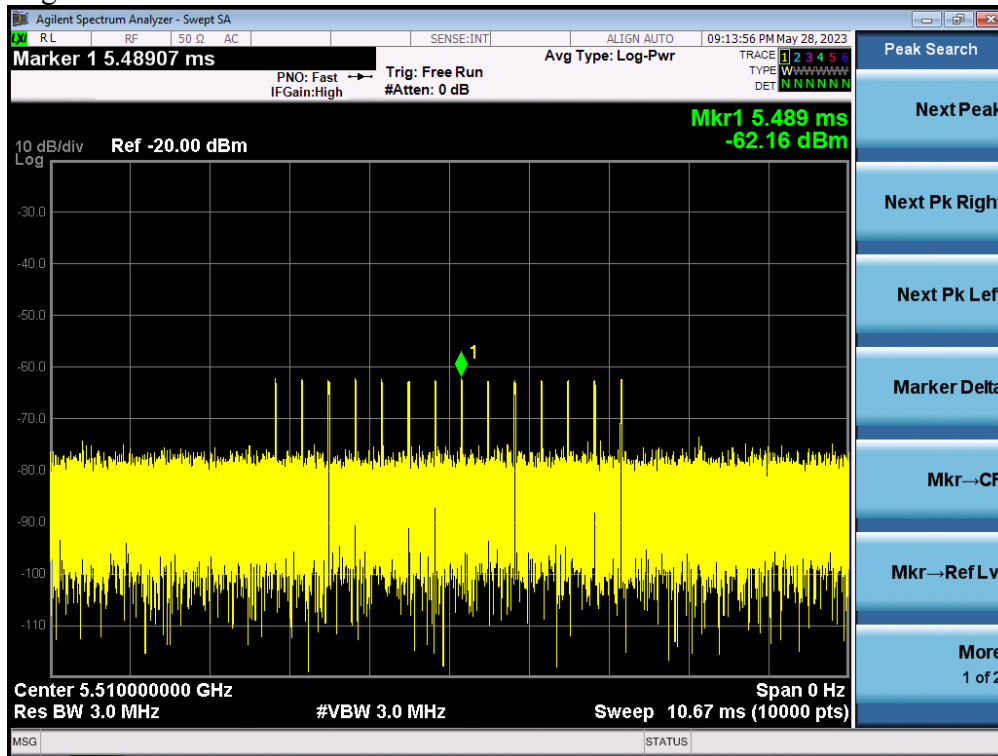 Agilent Spectrum Analyzer - Swept SA
LXI RL RF 50 Ω AC SENSE:INT ALIGN AUTO 09:13:56 PM May 28, 2023
Marker 1 5.48907 ms
PNO: Fast
IFGain:High
Trig: Free Run
#Atten: 0 dB
Avg Type: Log-Pwr
TRACE 1 2 3 4 5 6
TYPE WWWWWW
DET N N N N N N
Mkr1 5.489 ms
-62.16 dBm
10 dB/div Ref -20.00 dBm
Log
-30.0
-40.0
-50.0
1
-60.0
-70.0
-80.0
-90.0
-100
-110
Center 5.510000000 GHz Span 0 Hz
Res BW 3.0 MHz #VBW 3.0 MHz Sweep 10.67 ms (10000 pts)
MSG STATUS
Peak Search
Next Peak
Next Pk Right
Next Pk Lef
Marker Delta
Mkr→CF
Mkr→Ref Lv
More
1 of 2